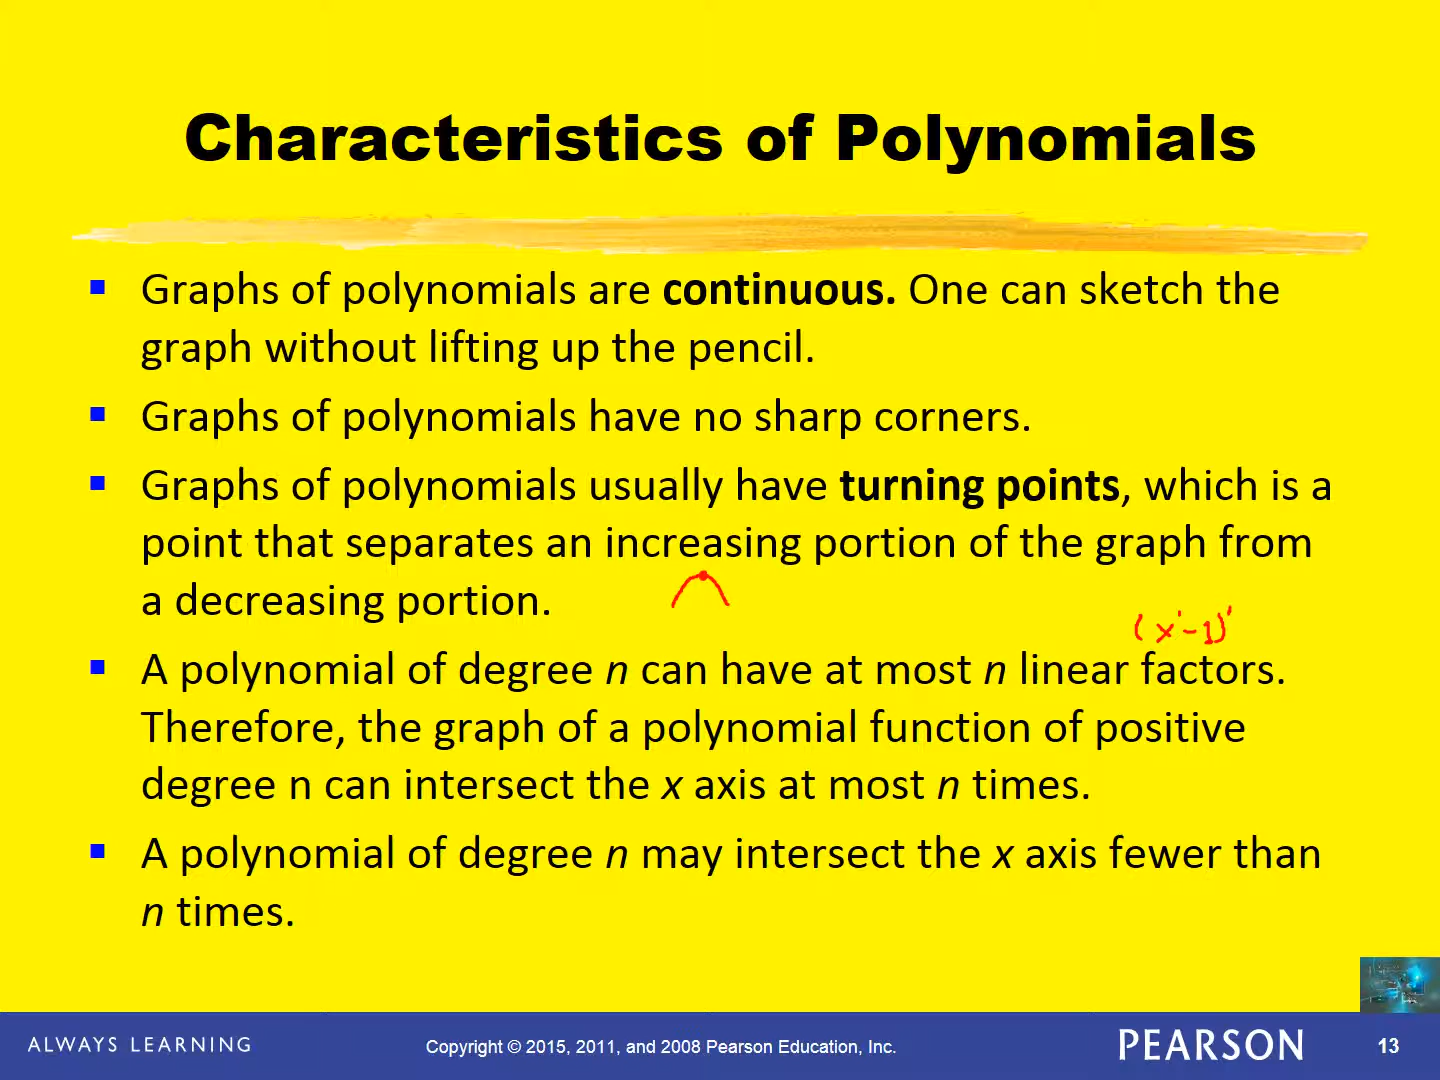 Characteristics of Polynomials
▪ Graphs of polynomials are continuous. One can sketch the
graph without lifting up the pencil.
▪ Graphs of polynomials have no sharp corners.
▪ Graphs of polynomials usually have turning points, which is a
point that separates an increasing portion of the graph from
a decreasing portion.
(x¹-1)¹
▪ A polynomial of degree n can have at most n linear factors.
Therefore, the graph of a polynomial function of positive
degree n can intersect the x axis at most n times.
▪ A polynomial of degree n may intersect the x axis fewer than
n times.
ALWAYS LEARNING
Copyright © 2015, 2011, and 2008 Pearson Education, Inc.
PEARSON
13